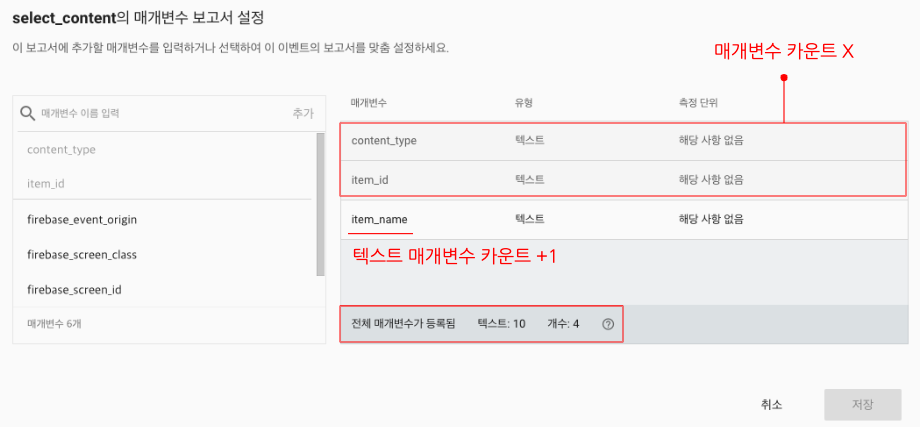 select_content의 매개변수 보고서 설정
이 보고서에 추가할 매개변수를 입력하거나 선택하여 이 이벤트의 보고서를 맞춤 설정하세요.
매개변수 카운트 X
매개변수 이름 입력 추가
content_type
item_id
firebase_event_origin
firebase_screen_class
firebase_screen_id
매개변수 6개
매개변수 유형 측정 단위
content_type 텍스트 해당 사항 없음
item_id 텍스트 해당 사항 없음
item_name 텍스트 해당 사항 없음
텍스트 매개변수 카운트 +1
전체 매개변수가 등록됨 텍스트: 10 개수: 4 ?
취소 저장